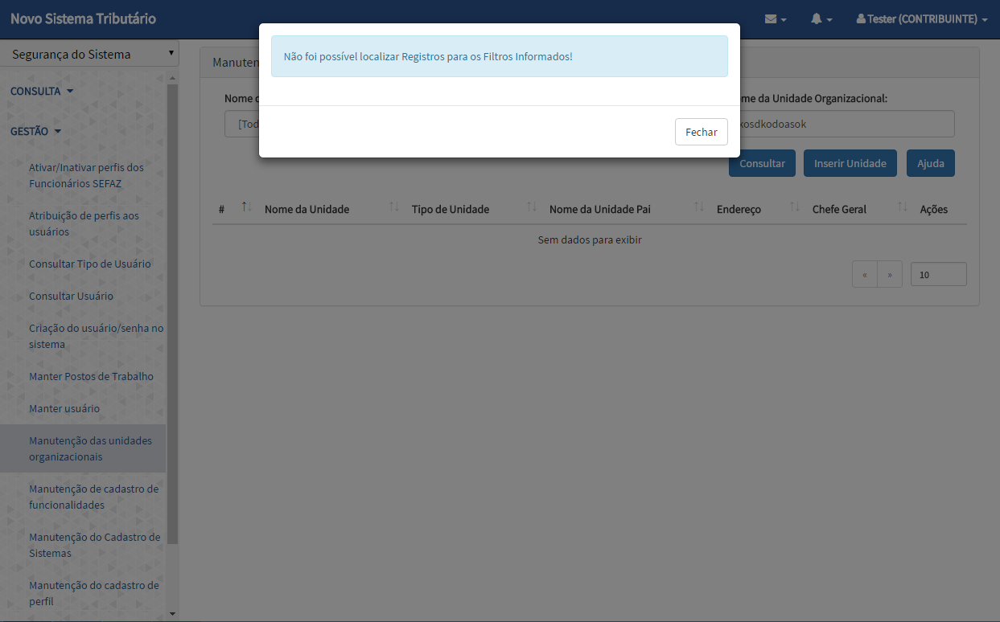 Novo Sistema Tributário
Tester (CONTRIBUINTE)
Segurança do Sistema
CONSULTA
GESTÃO
Ativar/Inativar perfis dos
Funcionários SEFAZ
Atribuição de perfis aos
usuários
Consultar Tipo de Usuário
Consultar Usuário
Criação do usuário/senha no
sistema
Manter Postos de Trabalho
Manter usuário
Manutenção das unidades
organizacionais
Manutenção de cadastro de
funcionalidades
Manutenção do Cadastro de
Sistemas
Manutenção do cadastro de
perfil
Não foi possível localizar Registros para os Filtros Informados!
Fechar
Manuten
Nome d
me da Unidade Organizacional:
[Tod
kosdkodoasok
Consultar
Inserir Unidade
Ajuda
# Nome da Unidade Tipo de Unidade Nome da Unidade Pai Endereço Chefe Geral Ações
Sem dados para exibir
« » 10